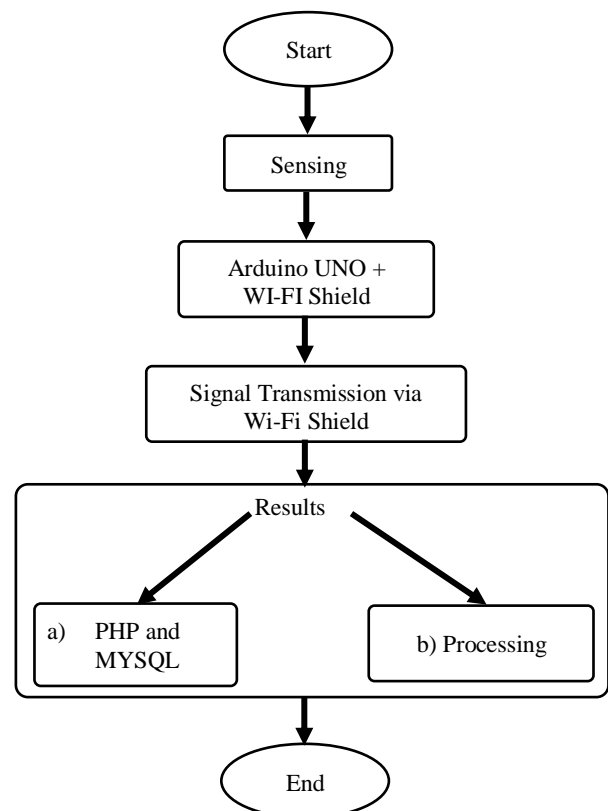 Start
Sensing
Arduino UNO +
WI-FI Shield
Signal Transmission via
Wi-Fi Shield
Results
a) PHP and
MYSQL
b) Processing
End